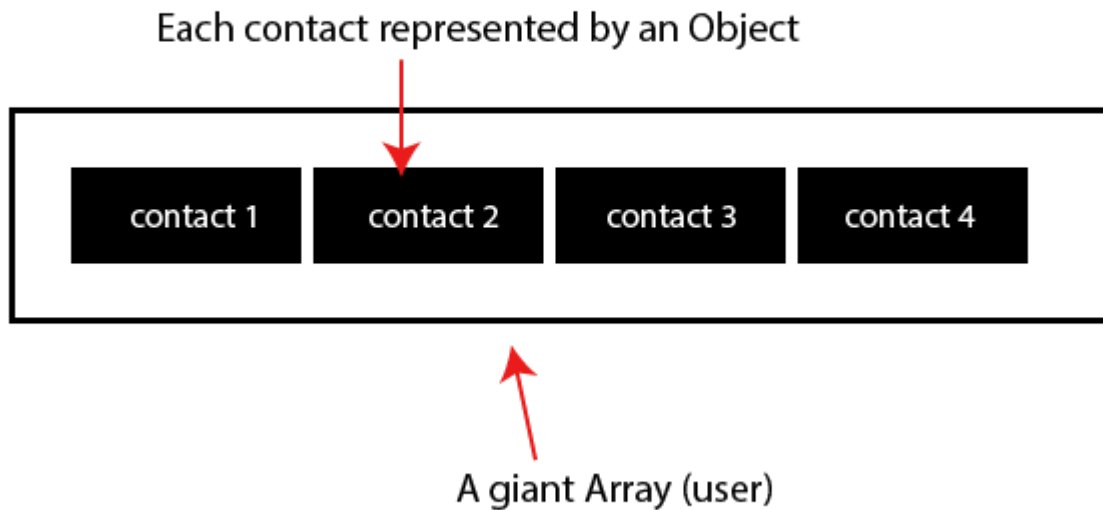 Each contact represented by an Object
contact 1
contact 2
contact 3
contact 4
A giant Array (user)